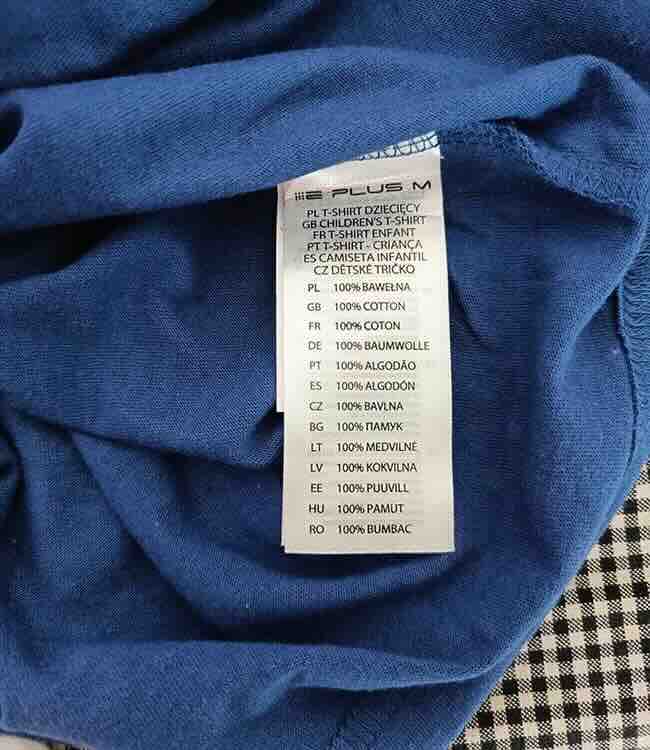 E PLUS M
PL T-SHIRT DZIECIĘCY
GB CHILDREN'S T-SHIRT
FR T-SHIRT ENFANT
PT T-SHIRT - CRIANÇA
ES CAMISETA INFANTIL
CZ DĚTSKÉ TRIČKO
PL 100% BAWEŁNA
GB 100% COTTON
FR 100% COTON
DE 100% BAUMWOLLE
PT 100% ALGODÃO
ES 100% ALGODÓN
CZ 100% BAVLNA
BG 100% ПАМУК
LT 100% MEDVILNĖ
LV 100% KOKVILNA
EE 100% PUUVILL
HU 100% PAMUT
RO 100% BUMBAC